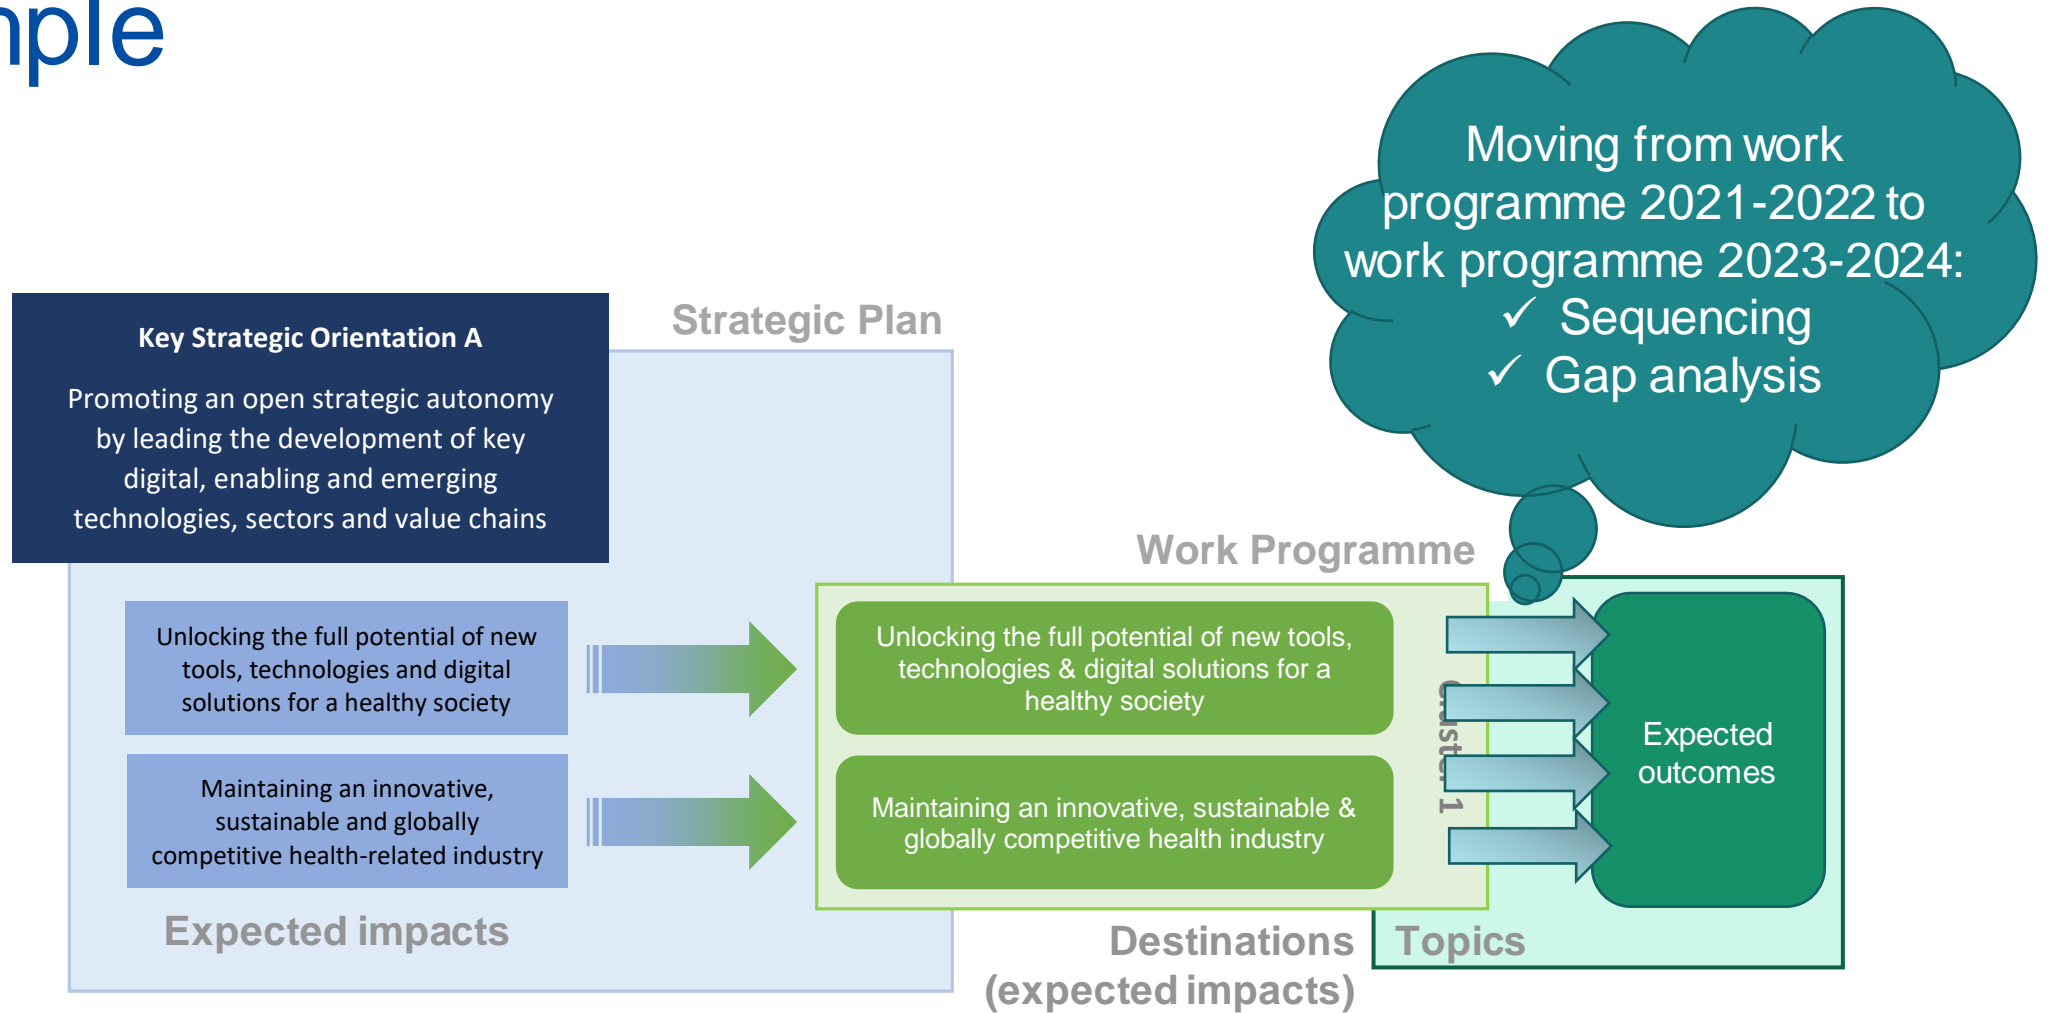 mple
Moving from work
programme 2021-2022 to
work programme 2023-2024:
✓ Sequencing
✓ Gap analysis
Strategic Plan
Key Strategic Orientation A
Promoting an open strategic autonomy
by leading the development of key
digital, enabling and emerging
technologies, sectors and value chains
Work Programme
Unlocking the full potential of new
tools, technologies and digital
solutions for a healthy society
Unlocking the full potential of new tools,
technologies & digital solutions for a
healthy society
Maintaining an innovative,
sustainable and globally
competitive health-related industry
Maintaining an innovative, sustainable &
globally competitive health industry
Cluster 1
Expected
outcomes
Expected impacts
Destinations
(expected impacts)
Topics